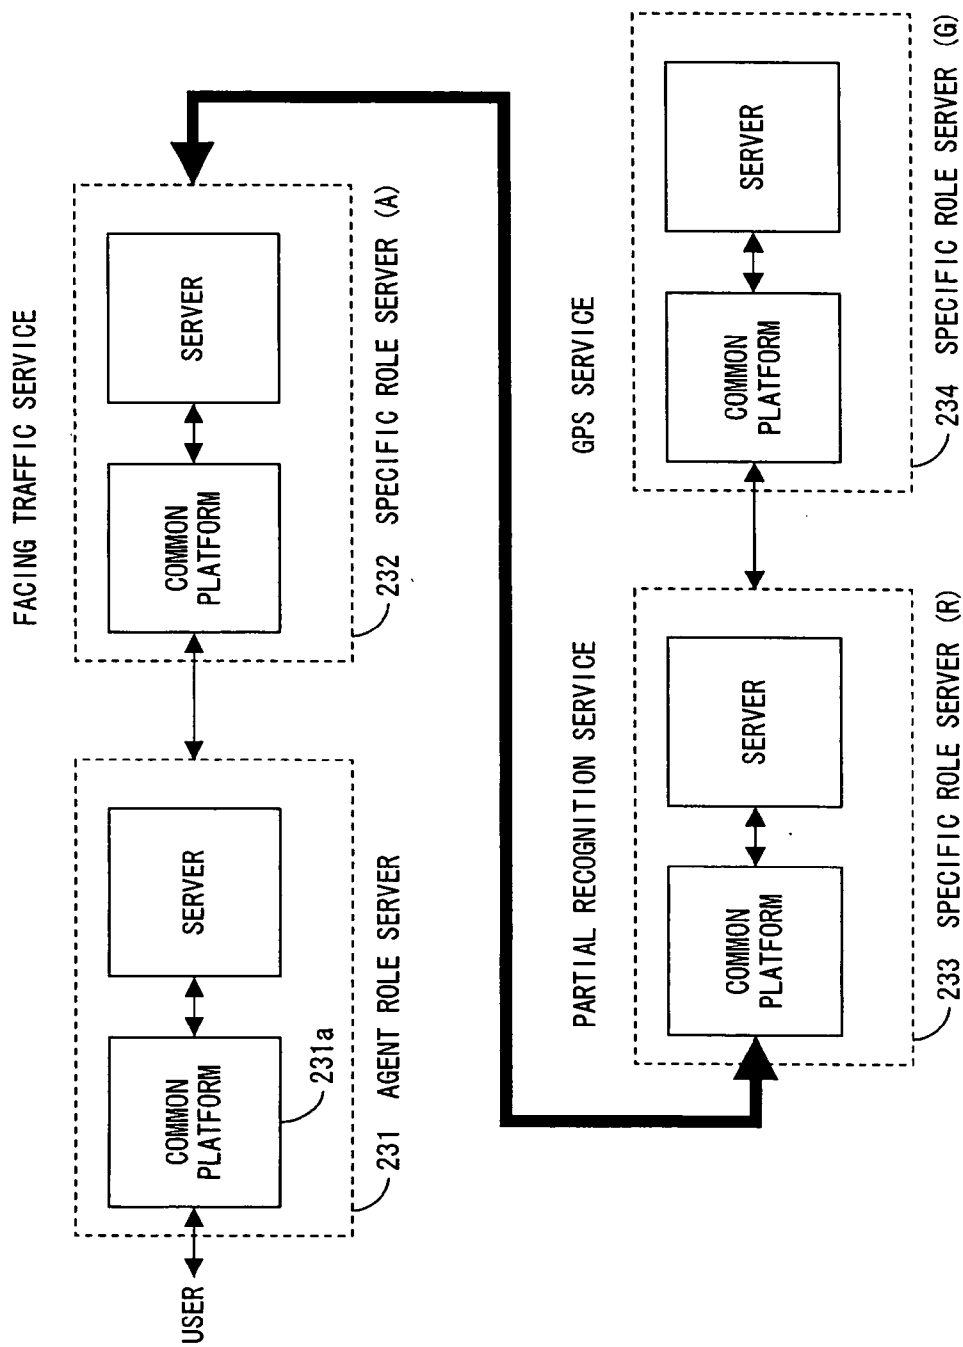 FACING TRAFFIC SERVICE
USER
COMMON
PLATFORM
SERVER
231a
231 AGENT ROLE SERVER
COMMON
PLATFORM
SERVER
232 SPECIFIC ROLE SERVER (A)
PARTIAL RECOGNITION SERVICE
COMMON
PLATFORM
SERVER
233 SPECIFIC ROLE SERVER (R)
GPS SERVICE
COMMON
PLATFORM
SERVER
234 SPECIFIC ROLE SERVER (G)